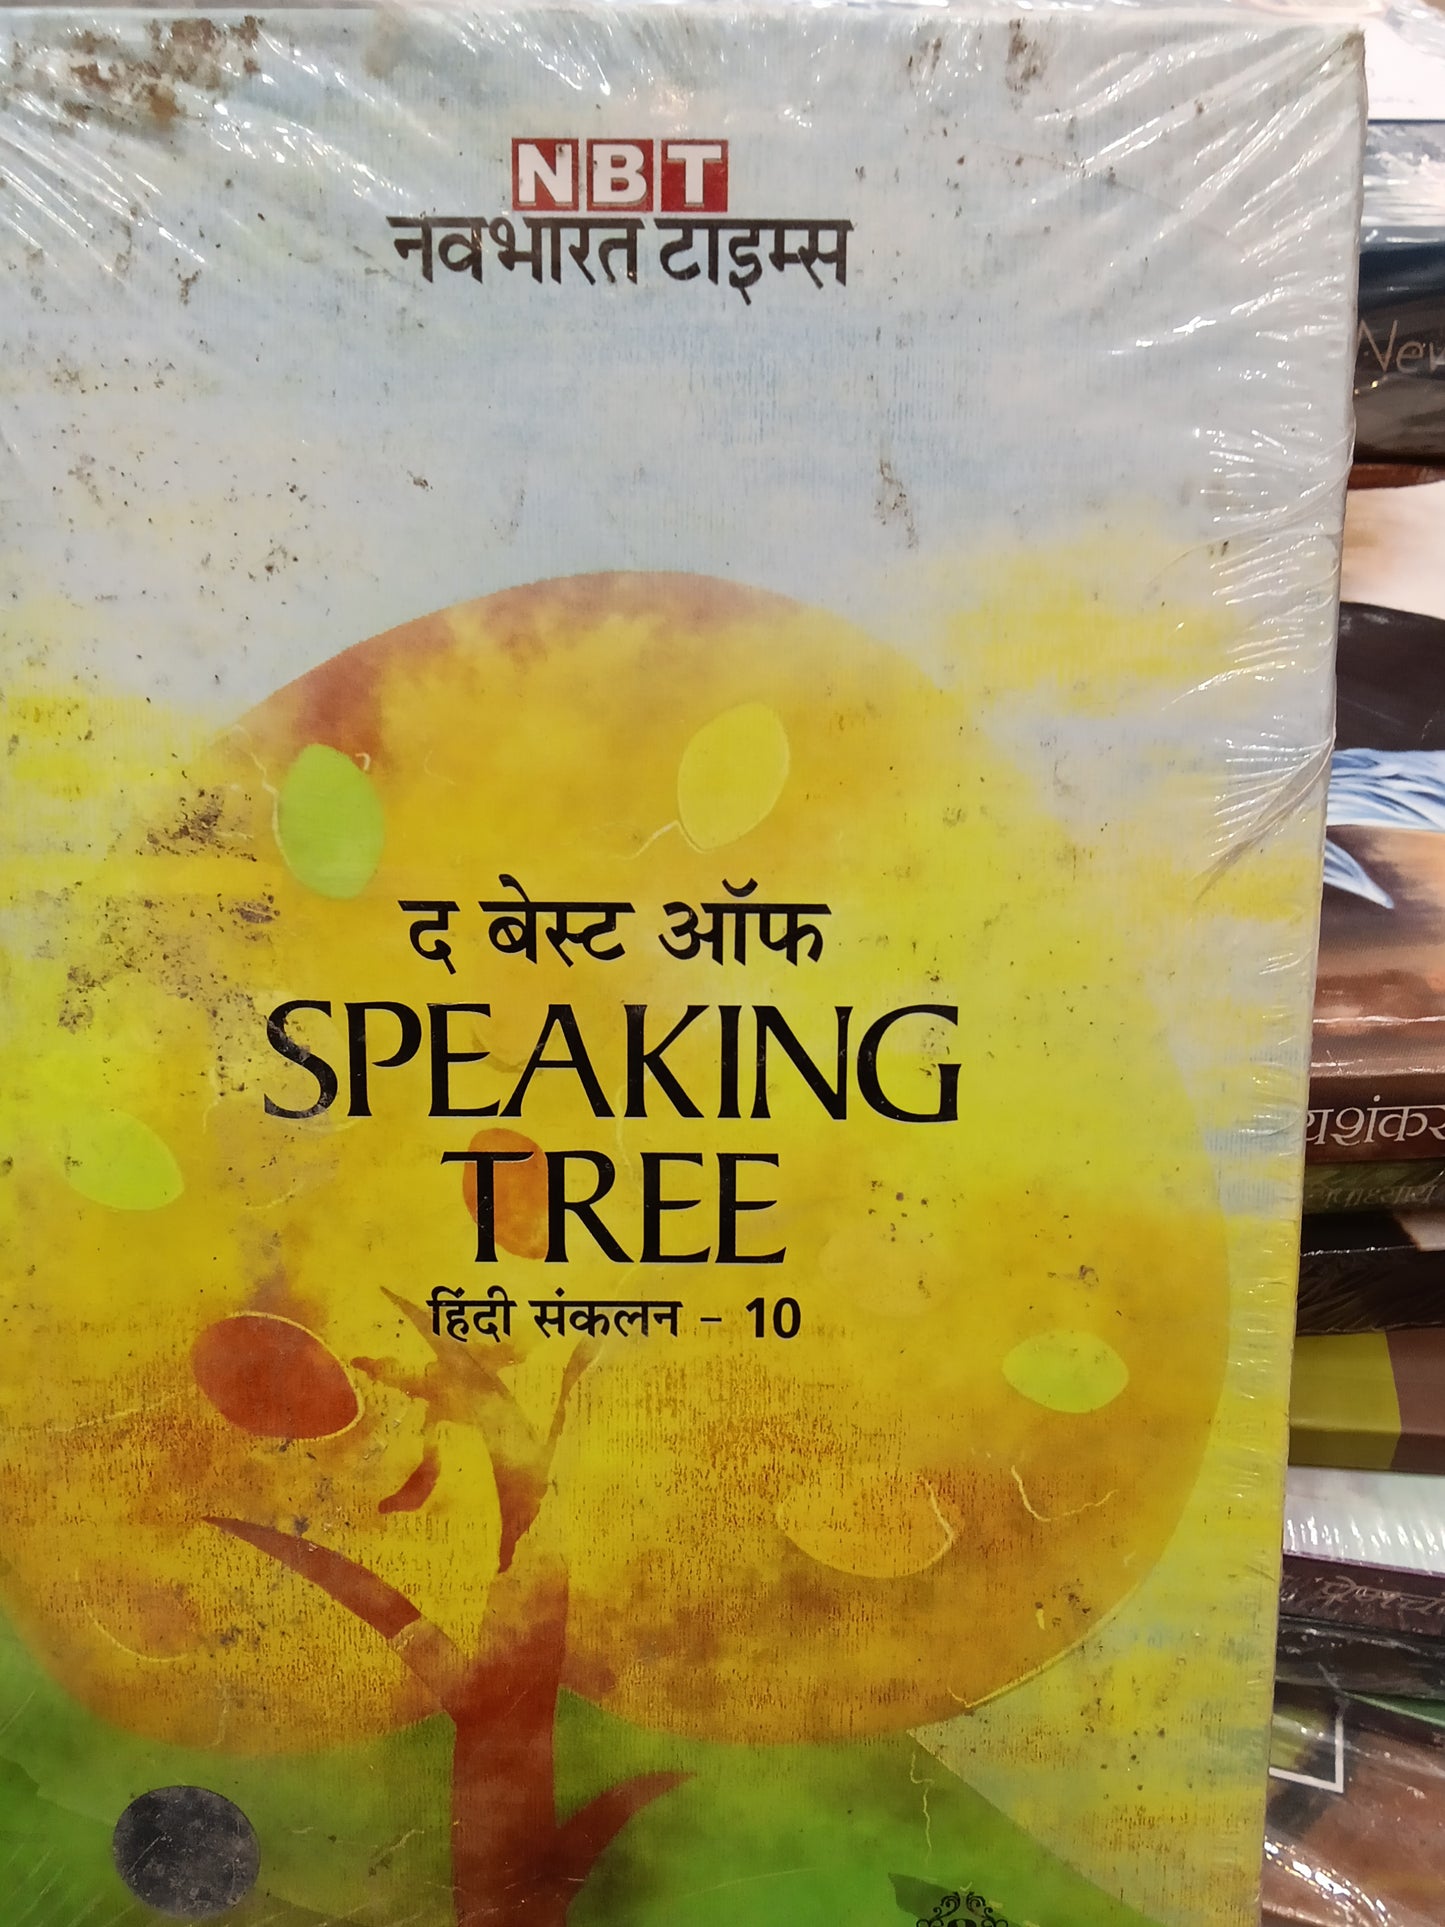 NBT
नवभारत टाइम्स
द बेस्ट ऑफ
SPEAKING
TREE
हिंदी संकलन - 10